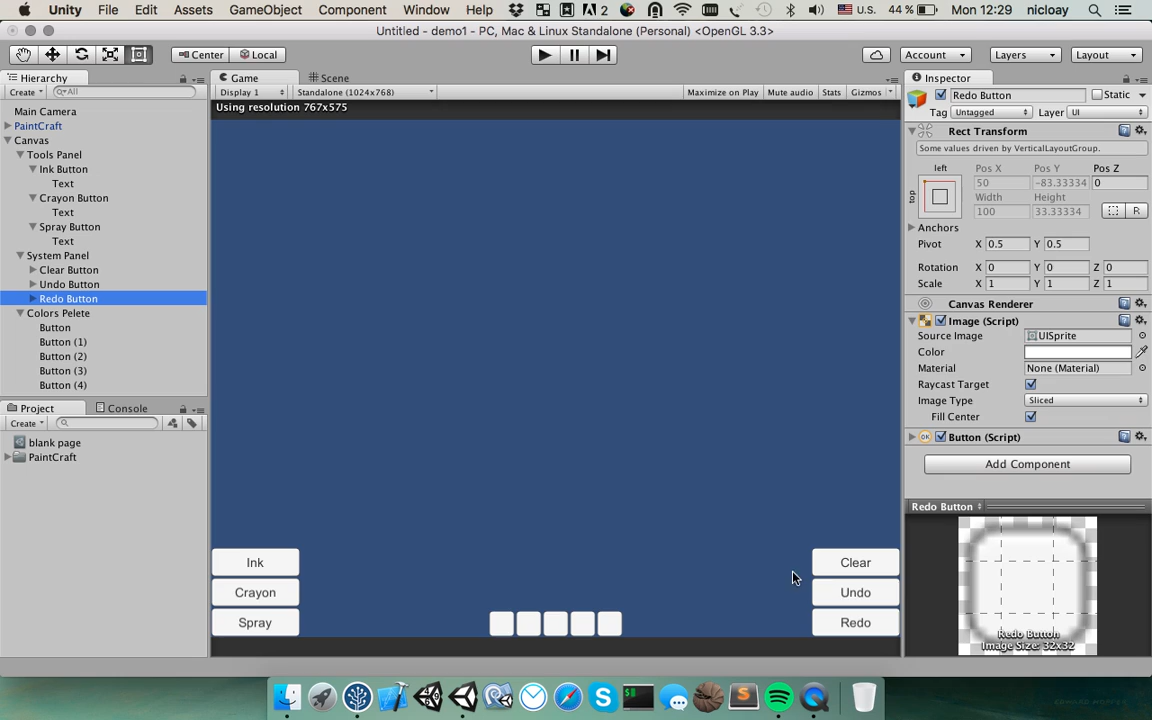 Unity File Edit Assets GameObject Component Window Help 2 U.S. 44 % Mon 12:29 nicloay
Untitled - demo1 - PC, Mac & Linux Standalone (Personal) <OpenGL 3.3>
Center Local Account Layers Layout
Hierarchy Game Scene Inspector
Create All Display 1 Standalone (1024x768) Maximize on Play Mute audio Stats Gizmos
Using resolution 767x575
Main Camera
PaintCraft
Canvas
Tools Panel
Ink Button
Text
Crayon Button
Text
Spray Button
Text
System Panel
Clear Button
Undo Button
Redo Button
Colors Pelete
Button
Button (1)
Button (2)
Button (3)
Button (4)
Project Console
Create
blank page
PaintCraft
Ink
Crayon
Spray
Clear
Undo
Redo
Redo Button Static
Tag Untagged Layer UI
Rect Transform
Some values driven by VerticalLayoutGroup.
left Pos X Pos Y Pos Z
top 50 -83.33334 0
Width Height
100 33.33334 R
Anchors
Pivot X 0.5 Y 0.5
Rotation X 0 Y 0 Z 0
Scale X 1 Y 1 Z 1
Canvas Renderer
Image (Script)
Source Image UISprite
Color
Material None (Material)
Raycast Target
Image Type Sliced
Fill Center
OK Button (Script)
Add Component
Redo Button
Redo Button
Image Size: 32x32